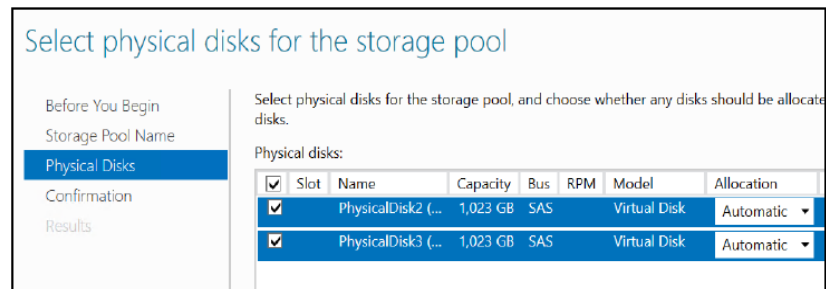 Select physical disks for the storage pool
Before You Begin
Storage Pool Name
Physical Disks
Confirmation
Results
Select physical disks for the storage pool, and choose whether any disks should be allocate
disks.
Physical disks:
Slot Name Capacity Bus RPM Model Allocation
PhysicalDisk2 (... 1,023 GB SAS Virtual Disk Automatic
PhysicalDisk3 (... 1,023 GB SAS Virtual Disk Automatic